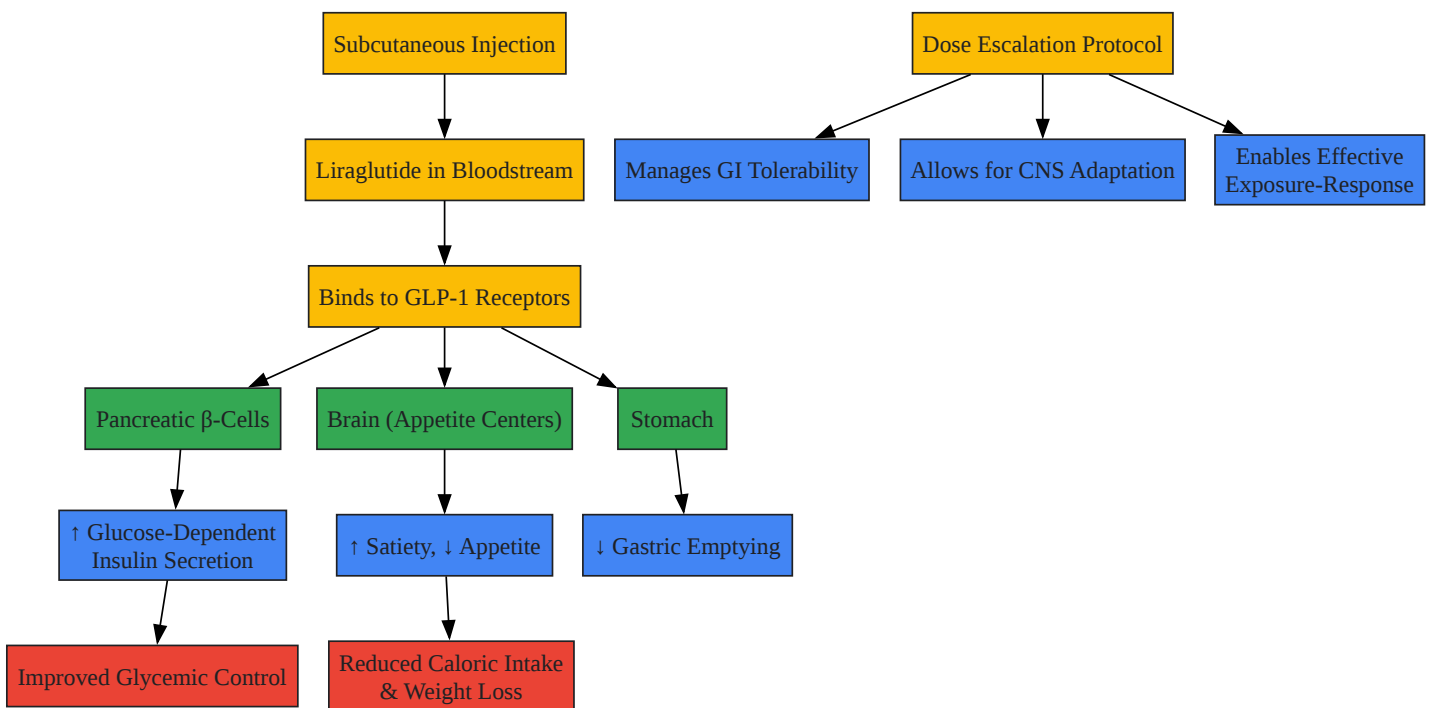 Subcutaneous Injection
Dose Escalation Protocol
Liraglutide in Bloodstream
Manages GI Tolerability
Allows for CNS Adaptation
Enables Effective
Exposure-Response
Binds to GLP-1 Receptors
Pancreatic β-Cells
Brain (Appetite Centers)
Stomach
↑ Glucose-Dependent
Insulin Secretion
↑ Satiety, ↓ Appetite
↓ Gastric Emptying
Improved Glycemic Control
Reduced Caloric Intake
& Weight Loss